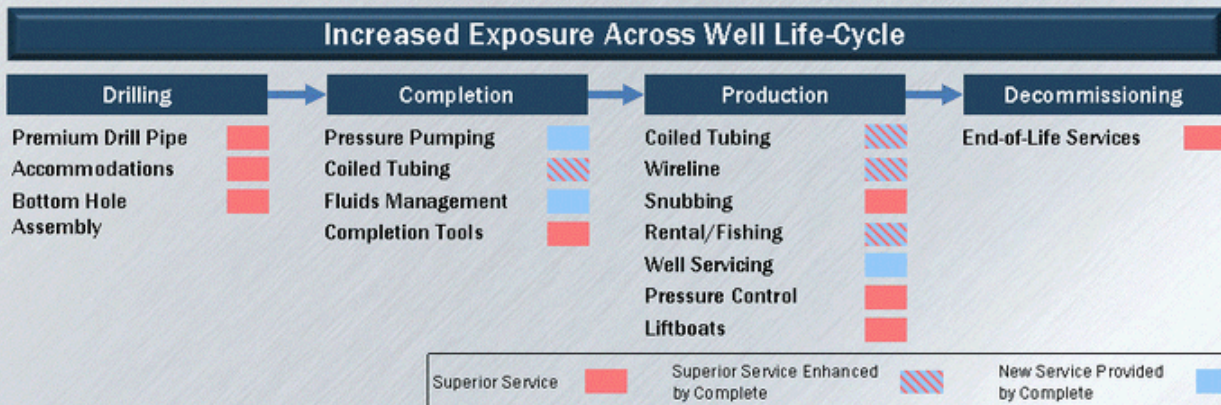 Increased Exposure Across Well Life-Cycle
Drilling
Premium Drill Pipe
Accommodations
Bottom Hole
Assembly
Completion
Pressure Pumping
Coiled Tubing
Fluids Management
Completion Tools
Production
Coiled Tubing
Wireline
Snubbing
Rental/Fishing
Well Servicing
Pressure Control
Liftboats
Decommissioning
End-of-Life Services
Superior Service
Superior Service Enhanced
by Complete
New Service Provided
by Complete